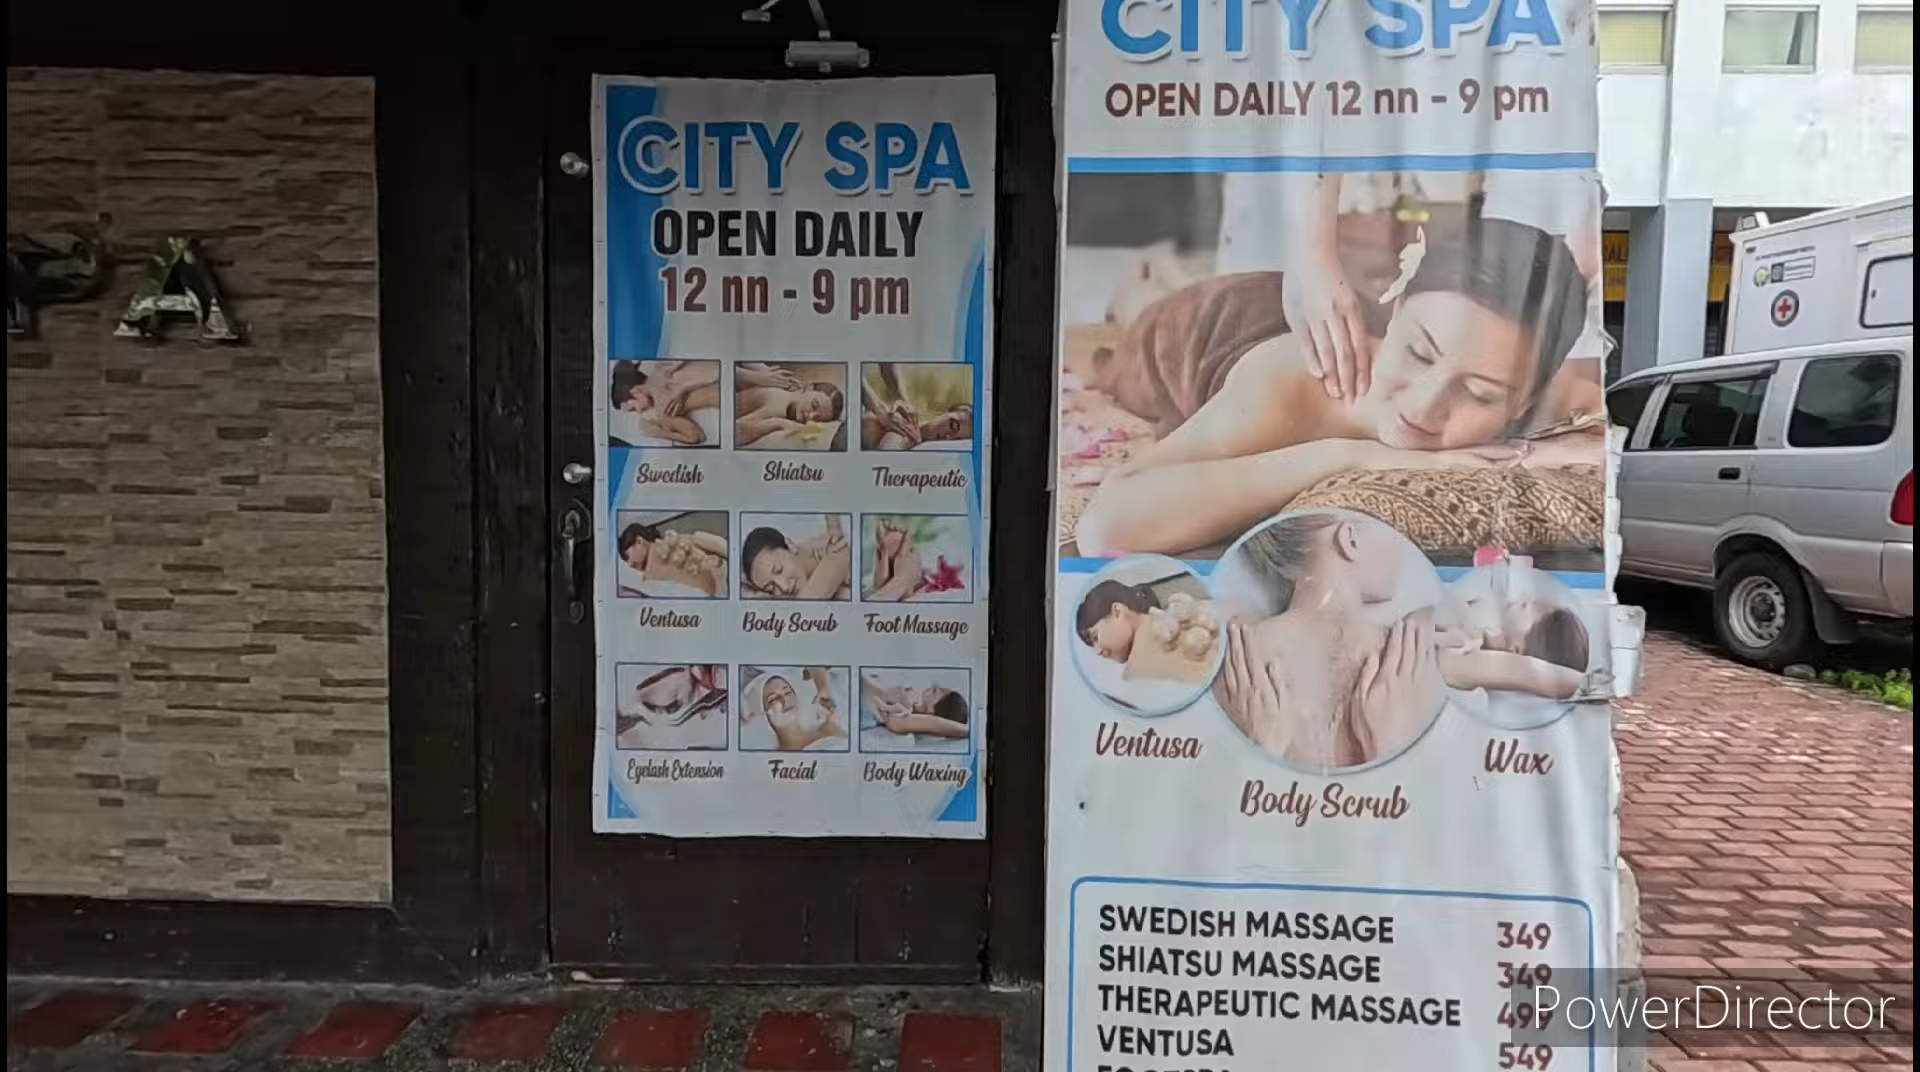 A
CITY SPA
OPEN DAILY
12 nn - 9 pm
Swedish
Shiatsu
Therapeutic
Ventusa
Body Scrub
Foot Massage
Eyelash Extension
Facial
Body Waxing
CITY SPA
OPEN DAILY 12 nn - 9 pm
Ventusa
Body Scrub
Wax
SWEDISH MASSAGE 349
SHIATSU MASSAGE 349
THERAPEUTIC MASSAGE 499
VENTUSA 549
PowerDirector